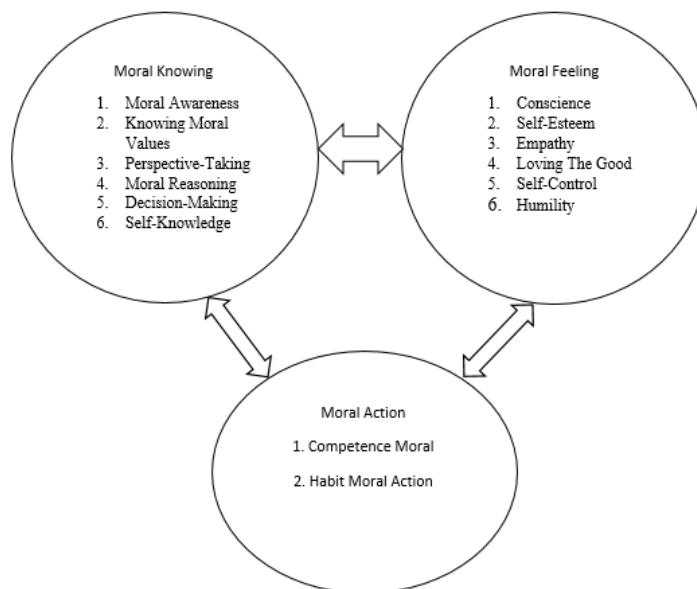 Moral Knowing
1. Moral Awareness
2. Knowing Moral
Values
3. Perspective-Taking
4. Moral Reasoning
5. Decision-Making
6. Self-Knowledge
Moral Feeling
1. Conscience
2. Self-Esteem
3. Empathy
4. Loving The Good
5. Self-Control
6. Humility
Moral Action
1. Competence Moral
2. Habit Moral Action